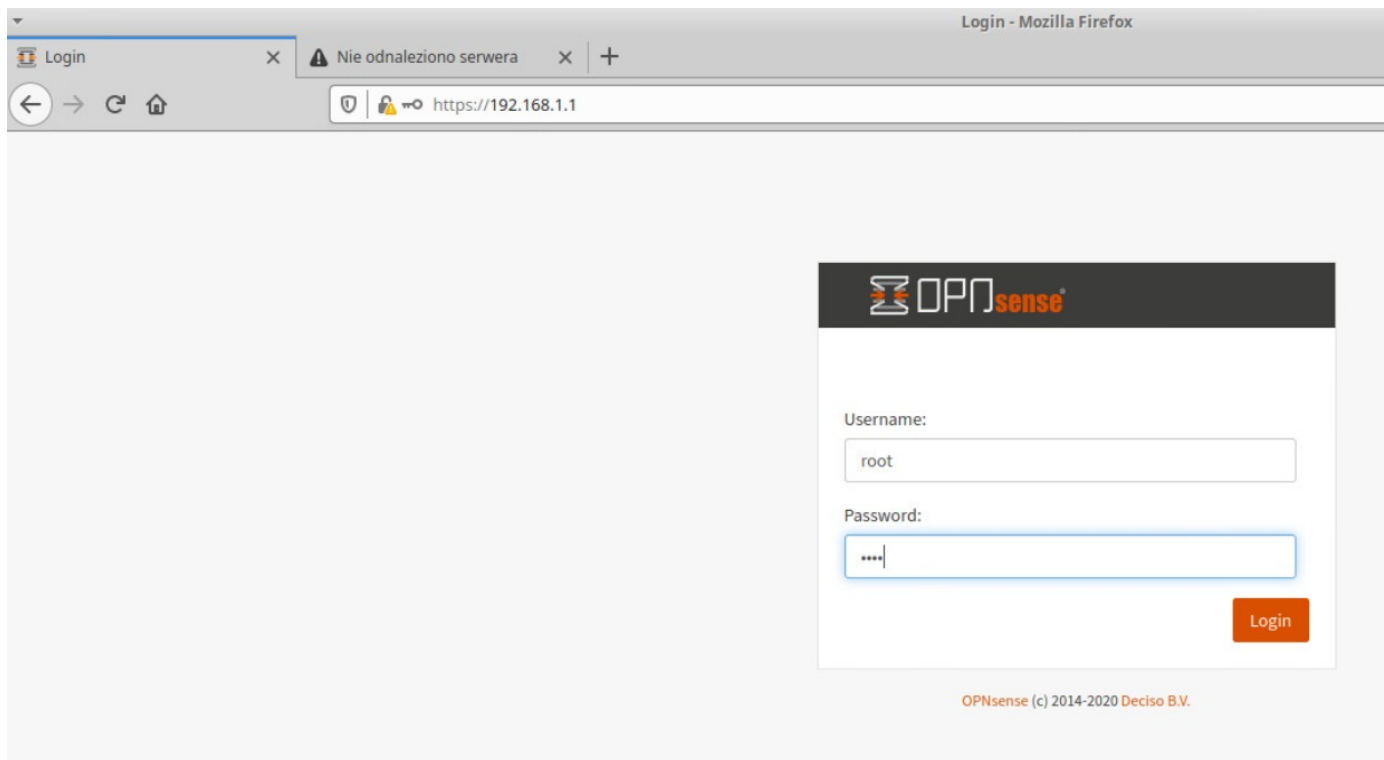 Login - Mozilla Firefox
Login
Nie odnaleziono serwera
https://192.168.1.1
OPNsense
Username:
root
Password:
••••
Login
OPNsense (c) 2014-2020 Deciso B.V.